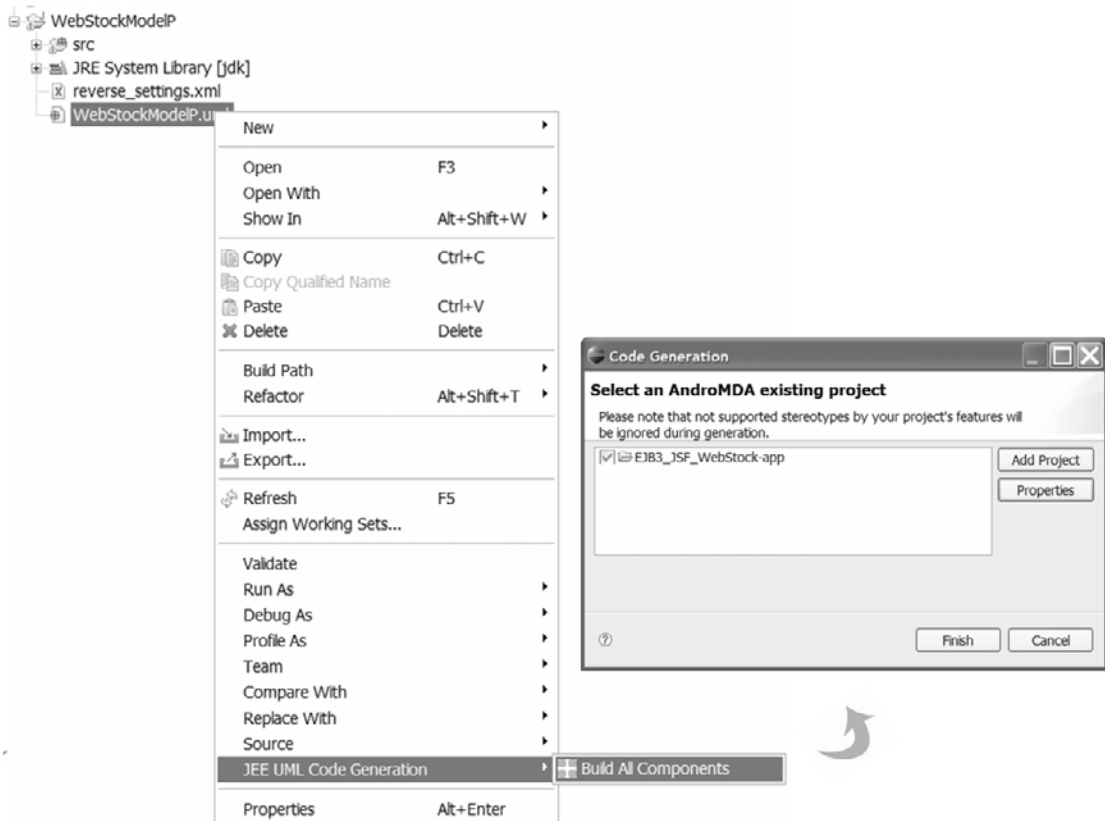 WebStockModelP
src
JRE System Library [jdk]
reverse_settings.xml
WebStockModelP.u
New
Open F3
Open With
Show In Alt+Shift+W
Copy Ctrl+C
Copy Qualified Name
Paste Ctrl+V
Delete Delete
Build Path
Refactor Alt+Shift+T
Import...
Export...
Refresh F5
Assign Working Sets...
Validate
Run As
Debug As
Profile As
Team
Compare With
Replace With
Source
JEE UML Code Generation
Build All Components
Properties Alt+Enter
Code Generation
Select an AndroMDA existing project
Please note that not supported stereotypes by your project's features will
be ignored during generation.
EJB3_JSF_WebStock-app
Add Project
Properties
Finish Cancel